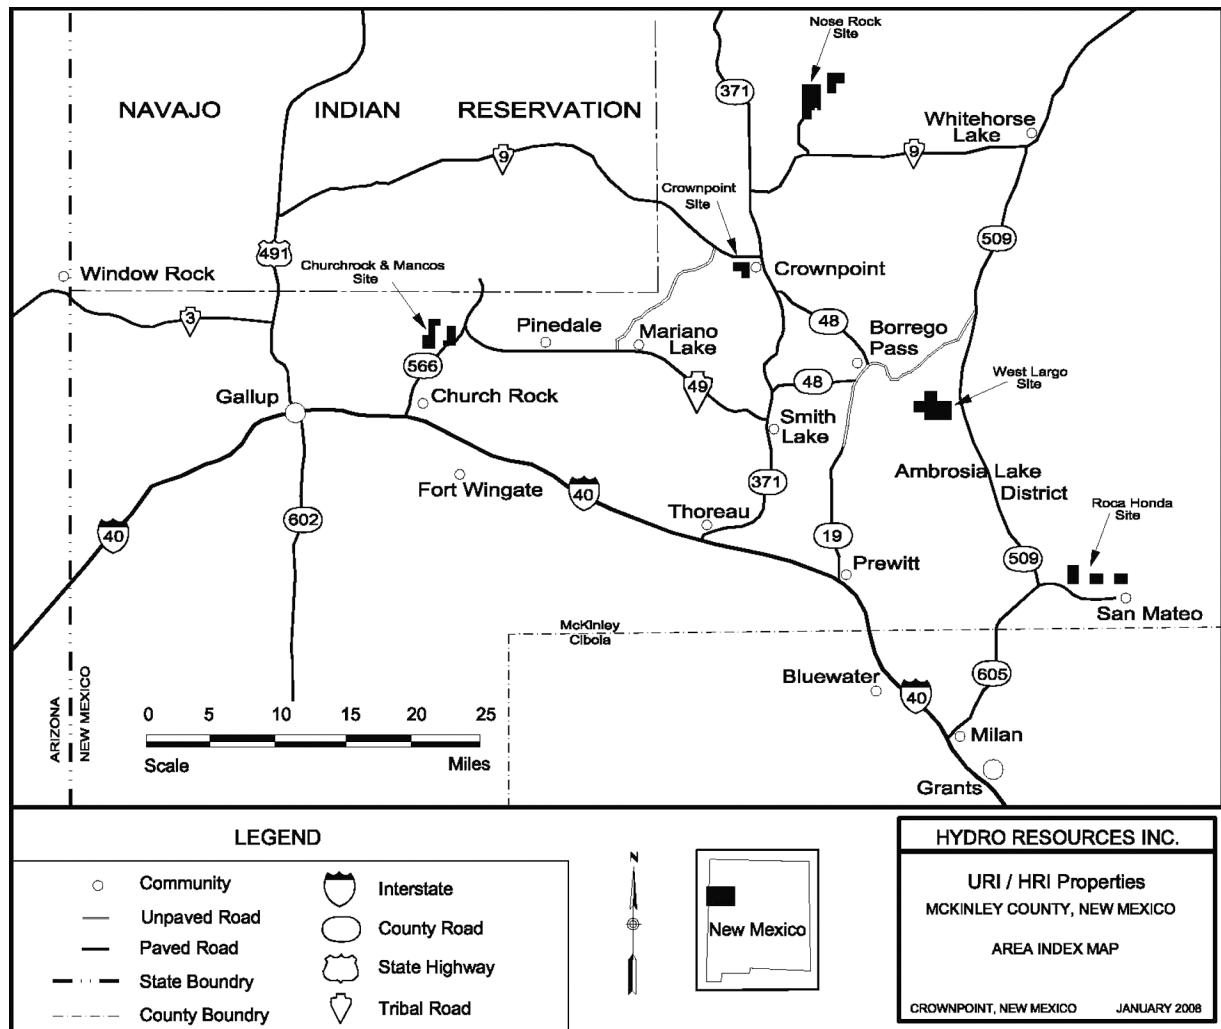 Nose Rock
Site
NAVAJO INDIAN RESERVATION
371
Whitehorse
Lake
9
9
Crownpoint
Site
491
509
Window Rock
Churchrock & Mancos
Site
Crownpoint
3
Pinedale
Mariano
Lake
48
Borrego
Pass
566
West Largo
Site
Gallup
Church Rock
49
48
Smith
Lake
Fort Wingate
40
371
Ambrosia Lake
District
Thoreau
Roca Honda
Site
40
602
19
Prewitt
509
San Mateo
McKinley
Cibola
Bluewater
605
40
ARIZONA
NEW MEXICO
0 5 10 15 20 25
Scale Miles
Milan
Grants
LEGEND
Community
Unpaved Road
Paved Road
State Boundry
County Boundry
Interstate
County Road
State Highway
Tribal Road
N
New Mexico
HYDRO RESOURCES INC.
URI / HRI Properties
MCKINLEY COUNTY, NEW MEXICO
AREA INDEX MAP
CROWNPOINT, NEW MEXICO JANUARY 2008